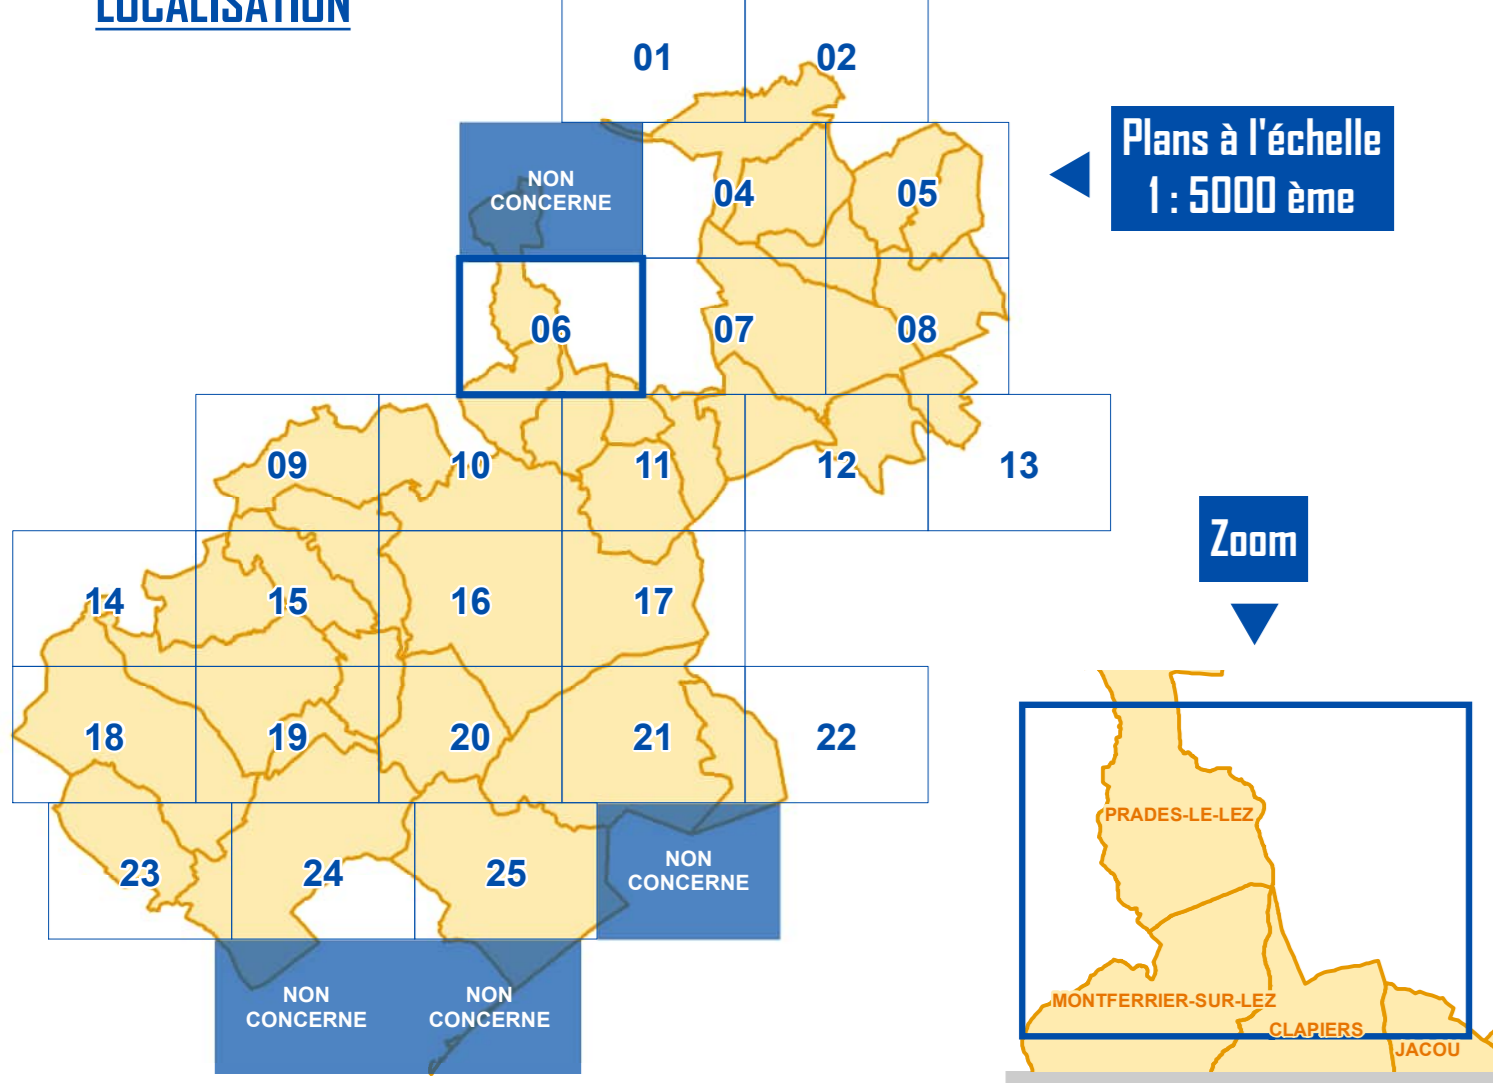 LOCALISATION
01
02
Plans à l'échelle
1 : 5000 ème
NON
CONCERNE
04
05
06
07
08
09
10
11
12
13
Zoom
14
15
16
17
18
19
20
21
22
PRADES-LE-LEZ
23
24
25
NON
CONCERNE
MONTFERRIER-SUR-LEZ
CLAPIERS
JACOU
NON
CONCERNE
NON
CONCERNE